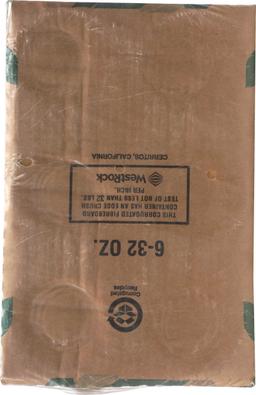 Corrugated
Recycles
6-32 OZ.
THIS CORRUGATED FIBREBOARD
CONTAINER HAS AN EDGE CRUSH
TEST OF NOT LESS THAN 32 LBS.
PER INCH.
WestRock
CERRITOS, CALIFORNIA